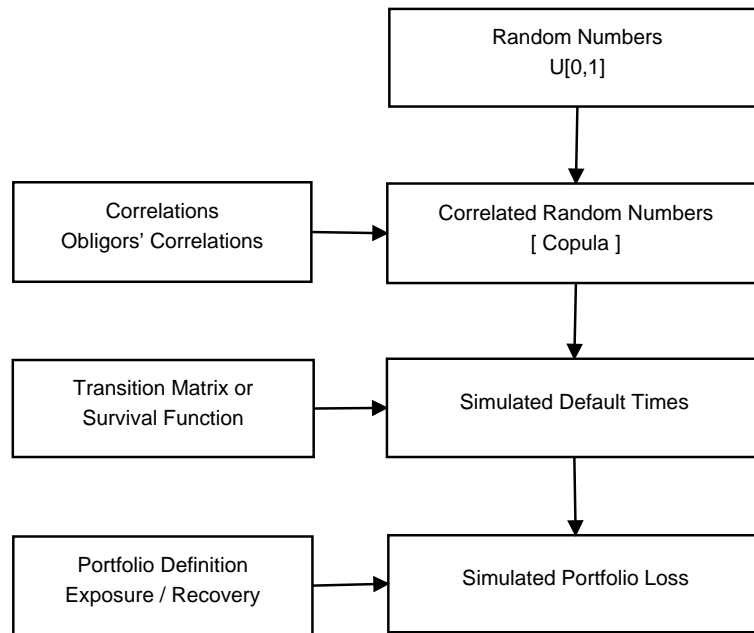 Random Numbers
U[0,1]
Correlations
Obligors’ Correlations
Correlated Random Numbers
[ Copula ]
Transition Matrix or
Survival Function
Simulated Default Times
Portfolio Definition
Exposure / Recovery
Simulated Portfolio Loss